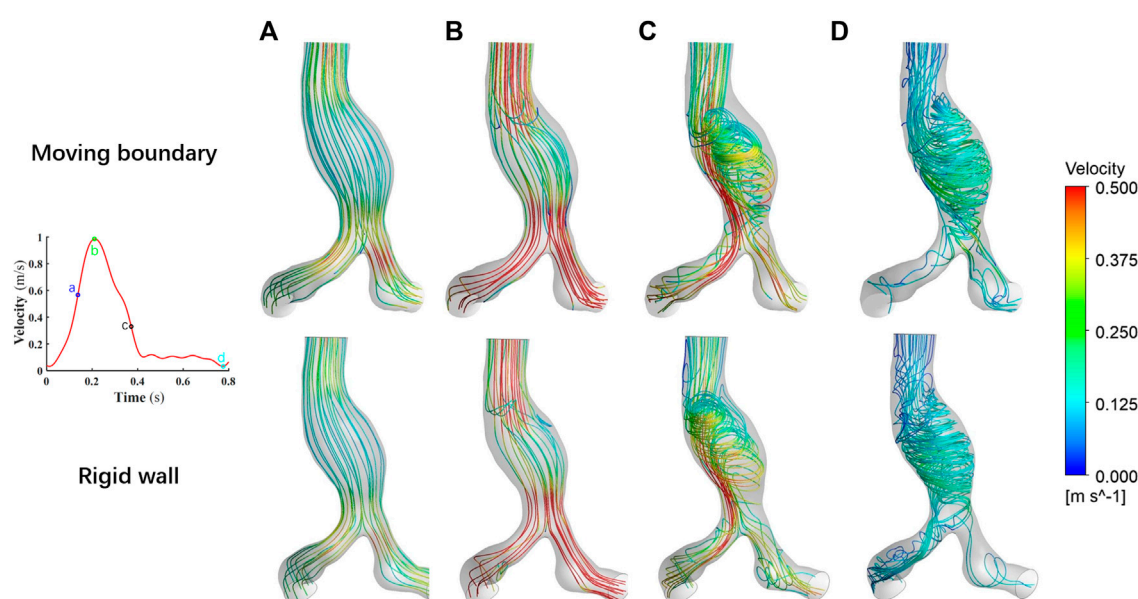 A B C D
Moving boundary
Velocity (m/s)
1
0.8
0.6
0.4
0.2
0
a
b
c
d
0 0.2 0.4 0.6 0.8
Time (s)
Rigid wall
Velocity
0.500
0.375
0.250
0.125
0.000
[m s^-1]